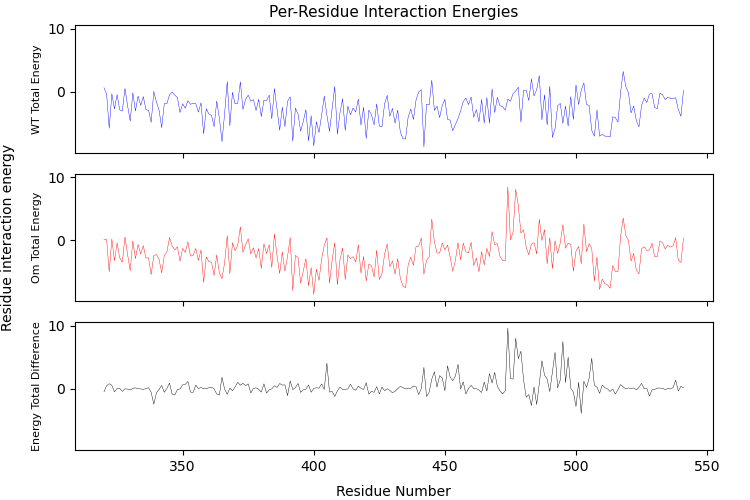 Per-Residue Interaction Energies
10
0
WT Total Energy
10
0
Om Total Energy
Residue interaction energy
10
0
Energy Total Difference
350 400 450 500 550
Residue Number